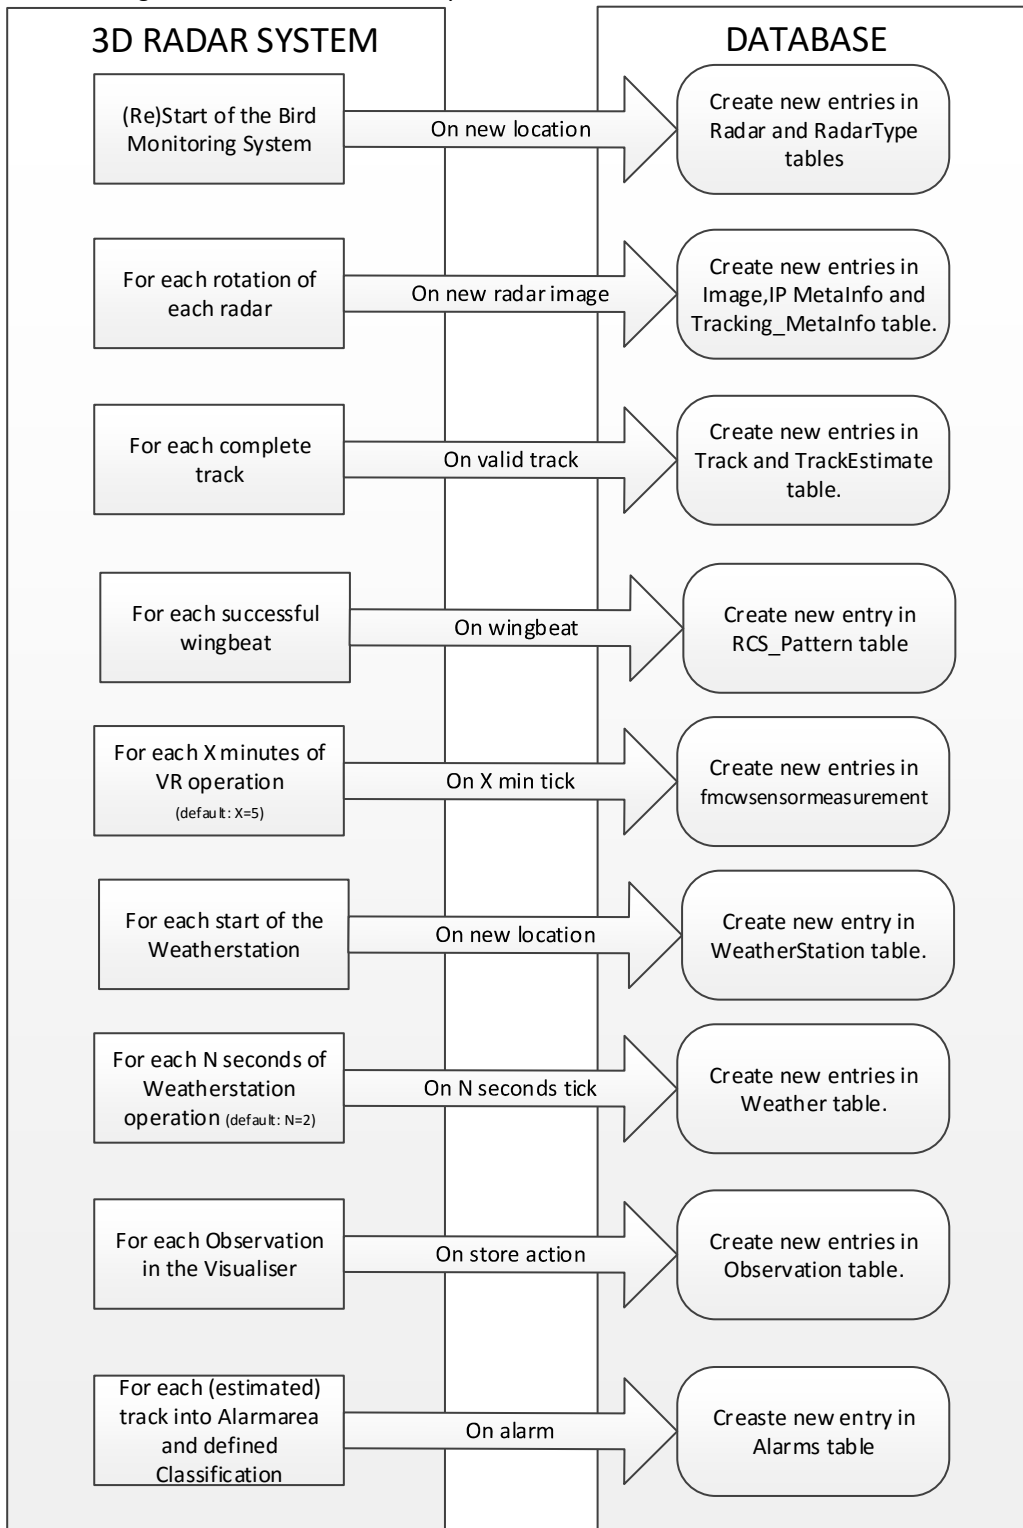 3D RADAR SYSTEM
DATABASE
(Re)Start of the Bird
Monitoring System
On new location
Create new entries in
Radar and RadarType
tables
For each rotation of
each radar
On new radar image
Create new entries in
Image,IP MetaInfo and
Tracking_MetaInfo table.
For each complete
track
On valid track
Create new entries in
Track and TrackEstimate
table.
For each successful
wingbeat
On wingbeat
Create new entry in
RCS_Pattern table
For each X minutes of
VR operation
(default: X=5)
On X min tick
Create new entries in
fmcwsensormeasurement
For each start of the
Weatherstation
On new location
Create new entry in
WeatherStation table.
For each N seconds of
Weatherstation
operation (default: N=2)
On N seconds tick
Create new entries in
Weather table.
For each Observation
in the Visualiser
On store action
Create new entries in
Observation table.
For each (estimated)
track into Alarmarea
and defined
Classification
On alarm
Creaste new entry in
Alarms table